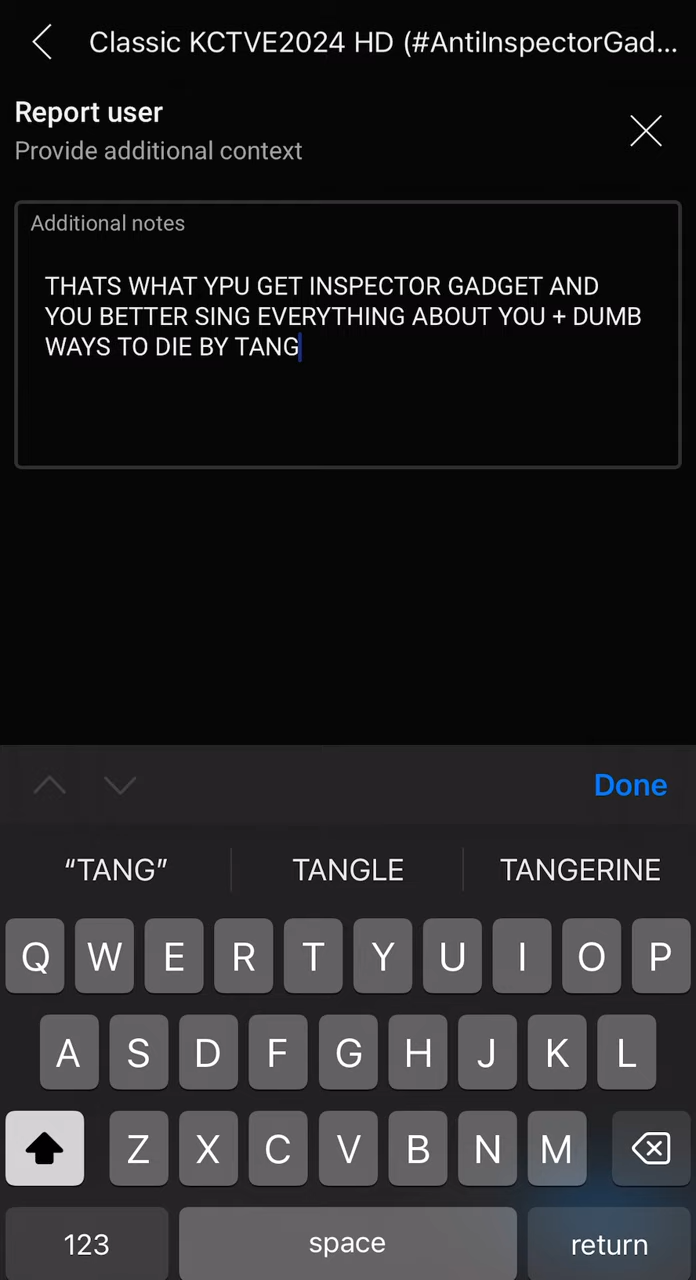 Classic KCTVE2024 HD (#AntiInspectorGad...
Report user
Provide additional context
Additional notes
THATS WHAT YPU GET INSPECTOR GADGET AND
YOU BETTER SING EVERYTHING ABOUT YOU + DUMB
WAYS TO DIE BY TANG
Done
“TANG” TANGLE TANGERINE
Q W E R T Y U I O P
A S D F G H J K L
Z X C V B N M
123 space return